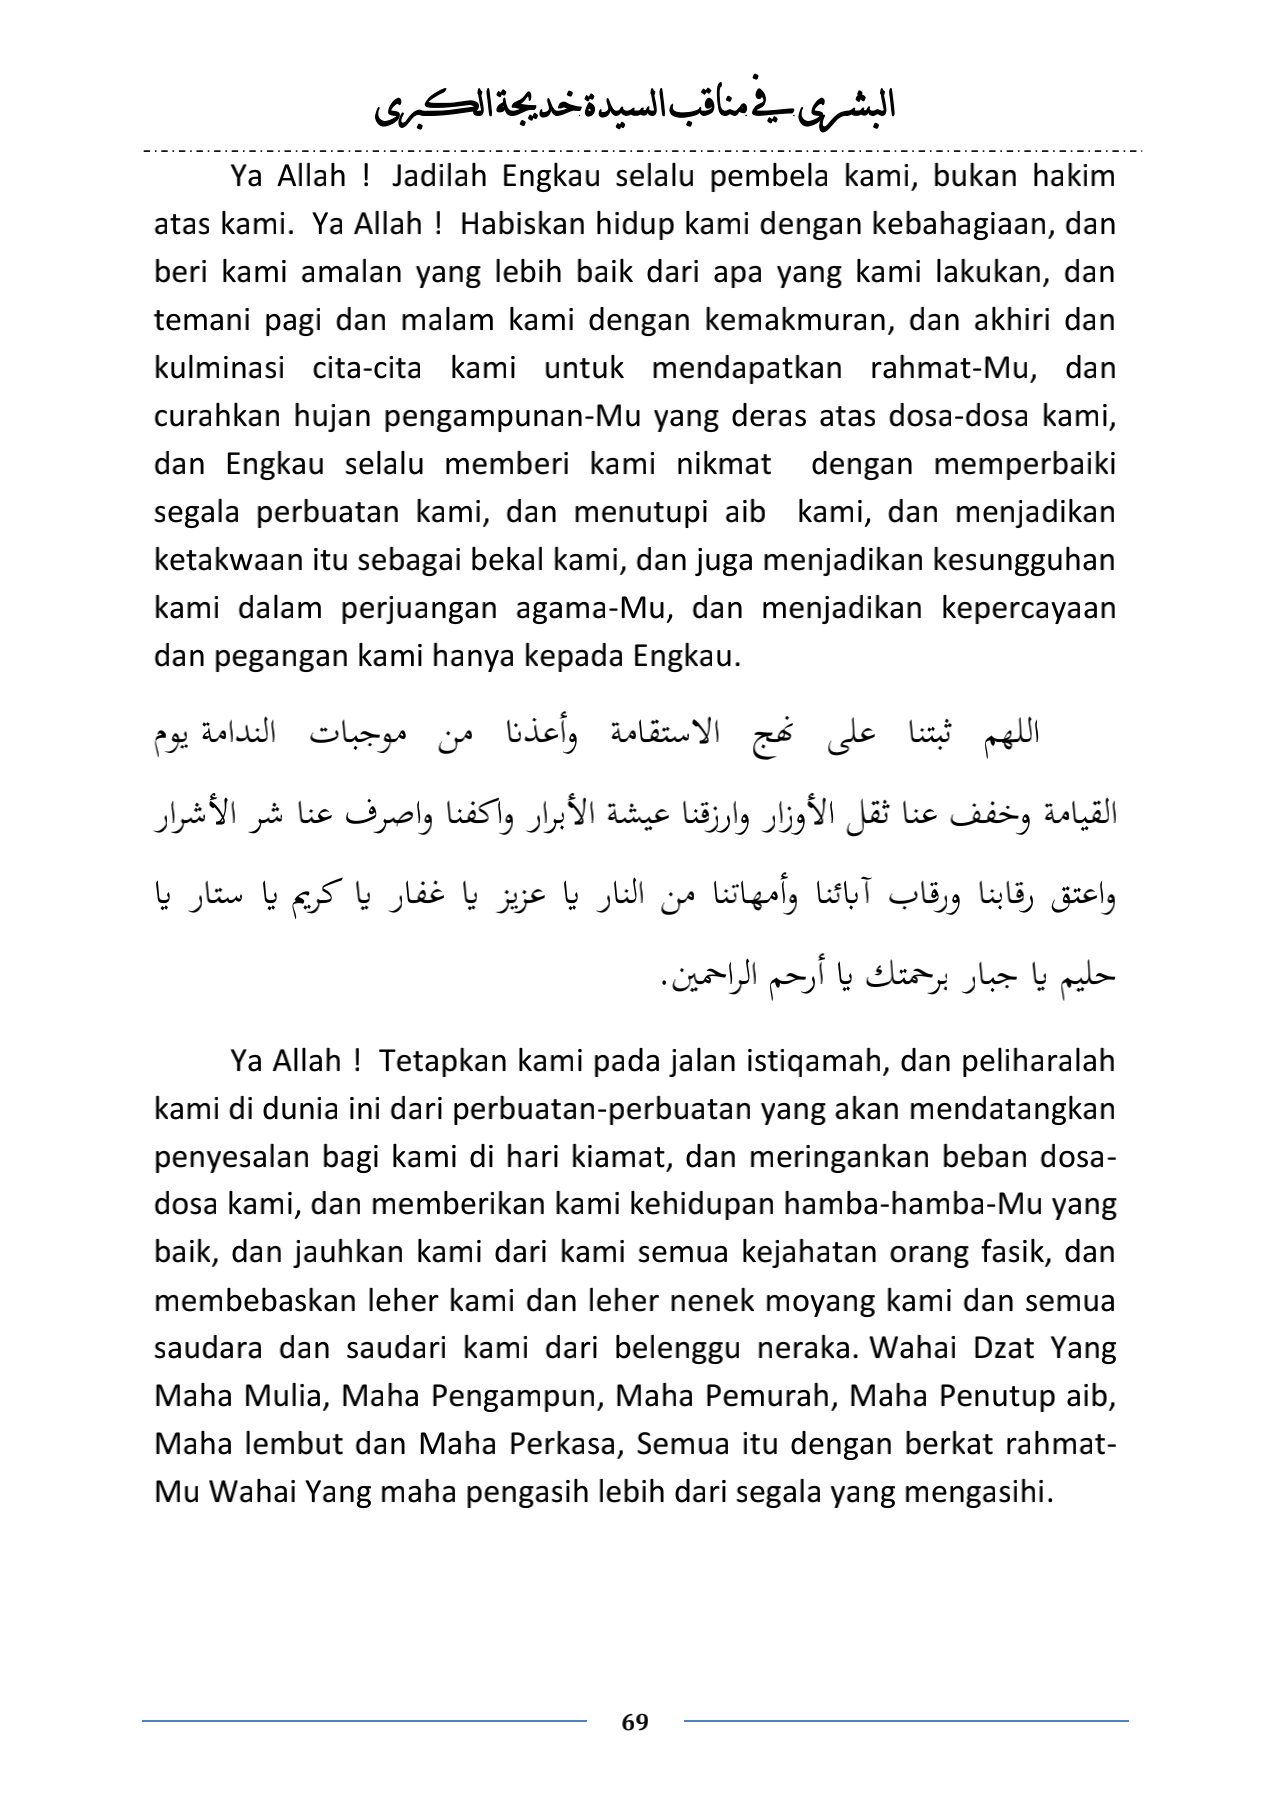 البشرى في مناقب السيدة خديجة الكبرى
Ya Allah !  Jadilah Engkau selalu pembela kami, bukan hakim
atas kami.  Ya Allah !  Habiskan hidup kami dengan kebahagiaan, dan
beri kami amalan yang lebih baik dari apa yang kami lakukan, dan
temani pagi dan malam kami dengan kemakmuran, dan akhiri dan
kulminasi cita-cita kami untuk mendapatkan rahmat-Mu, dan
curahkan hujan pengampunan-Mu yang deras atas dosa-dosa kami,
dan Engkau selalu memberi kami nikmat  dengan memperbaiki
segala perbuatan kami, dan menutupi aib  kami, dan menjadikan
ketakwaan itu sebagai bekal kami, dan juga menjadikan kesungguhan
kami dalam perjuangan agama-Mu, dan menjadikan kepercayaan
dan pegangan kami hanya kepada Engkau.
اللهم ثبتنا على نهج الاستقامة وأعذنا من موجبات الندامة يوم
القيامة وخفف عنا ثقل الأوزار وارزقنا عيشة الأبرار واكفنا واصرف عنا شر الأشرار
واعتق رقابنا ورقاب آبائنا وأمهاتنا من النار يا عزيز يا غفار يا كريم يا ستار يا
حليم يا جبار برحمتك يا أرحم الراحمين.
Ya Allah !  Tetapkan kami pada jalan istiqamah, dan peliharalah
kami di dunia ini dari perbuatan-perbuatan yang akan mendatangkan
penyesalan bagi kami di hari kiamat, dan meringankan beban dosa-
dosa kami, dan memberikan kami kehidupan hamba-hamba-Mu yang
baik, dan jauhkan kami dari kami semua kejahatan orang fasik, dan
membebaskan leher kami dan leher nenek moyang kami dan semua
saudara dan saudari kami dari belenggu neraka. Wahai Dzat Yang
Maha Mulia, Maha Pengampun, Maha Pemurah, Maha Penutup aib,
Maha lembut dan Maha Perkasa, Semua itu dengan berkat rahmat-
Mu Wahai Yang maha pengasih lebih dari segala yang mengasihi.
69